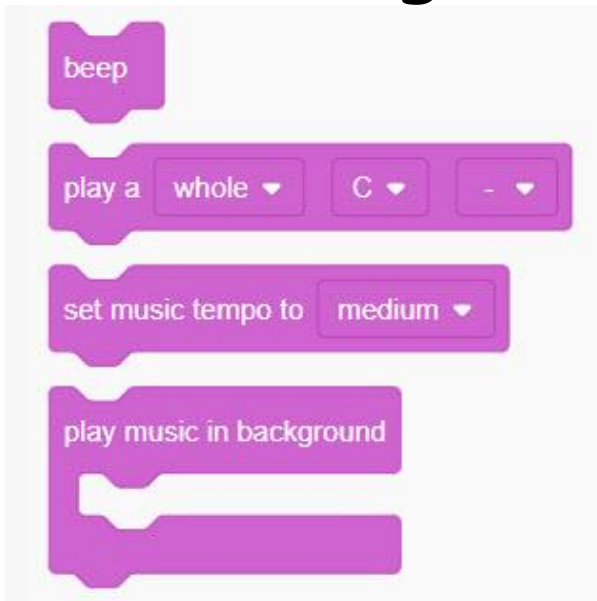 beep
play a whole C -
set music tempo to medium
play music in background